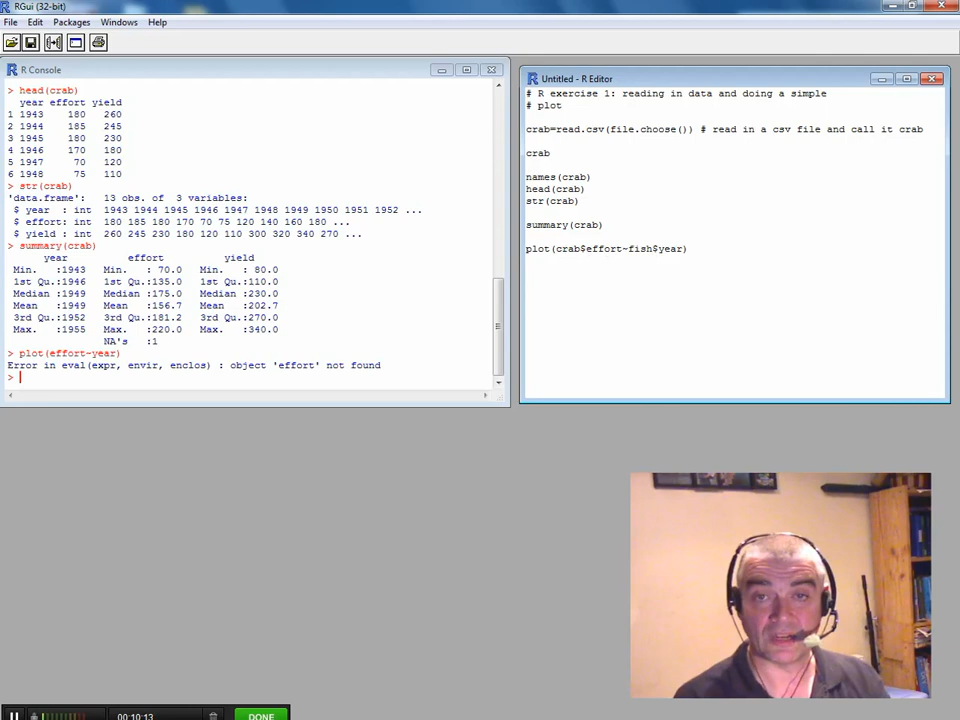 RGui (32-bit)
File Edit Packages Windows Help
R Console
> head(crab)
year effort yield
1 1943 180 260
2 1944 185 245
3 1945 180 230
4 1946 170 180
5 1947 70 120
6 1948 75 110
> str(crab)
'data.frame': 13 obs. of 3 variables:
$ year : int 1943 1944 1945 1946 1947 1948 1949 1950 1951 1952 ...
$ effort: int 180 185 180 170 70 75 120 140 160 180 ...
$ yield : int 260 245 230 180 120 110 300 320 340 270 ...
> summary(crab)
year effort yield
Min. :1943 Min. : 70.0 Min. : 80.0
1st Qu.:1946 1st Qu.:135.0 1st Qu.:110.0
Median :1949 Median :175.0 Median :230.0
Mean :1949 Mean :156.7 Mean :202.7
3rd Qu.:1952 3rd Qu.:181.2 3rd Qu.:270.0
Max. :1955 Max. :220.0 Max. :340.0
NA's :1
> plot(effort~year)
Error in eval(expr, envir, enclos) : object 'effort' not found
>
Untitled - R Editor
# R exercise 1: reading in data and doing a simple
# plot
crab=read.csv(file.choose()) # read in a csv file and call it crab
crab
names(crab)
head(crab)
str(crab)
summary(crab)
plot(crab$effort~fish$year)
00:10:13
DONE